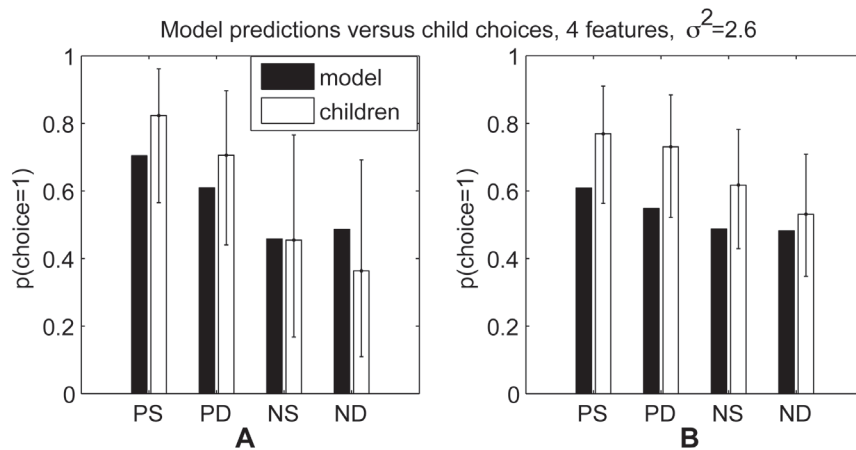 Model predictions versus child choices, 4 features, σ²=2.6
p(choice=1)
1
0.8
0.6
0.4
0.2
0
model
children
PS PD NS ND
A
p(choice=1)
1
0.8
0.6
0.4
0.2
0
PS PD NS ND
B